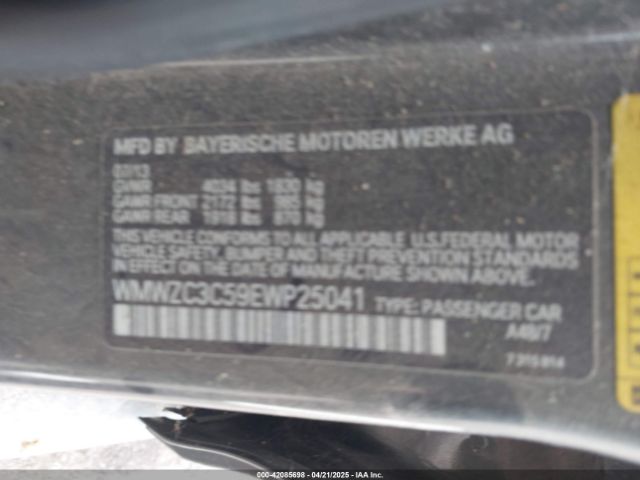 MFD BY BAYERISCHE MOTOREN WERKE AG
07/13
GVWR 4034 lbs 1830 kg
GAWR FRONT 2172 lbs 985 kg
GAWR REAR 1918 lbs 870 kg
THIS VEHICLE CONFORMS TO ALL APPLICABLE U.S. FEDERAL MOTOR
VEHICLE SAFETY, BUMPER, AND THEFT PREVENTION STANDARDS
IN EFFECT ON THE DATE OF MANUFACTURE SHOWN ABOVE.
WMWZC3C59EWP25041 TYPE: PASSENGER CAR
A49/7
000-42085698 - 04/21/2025 - IAA Inc.